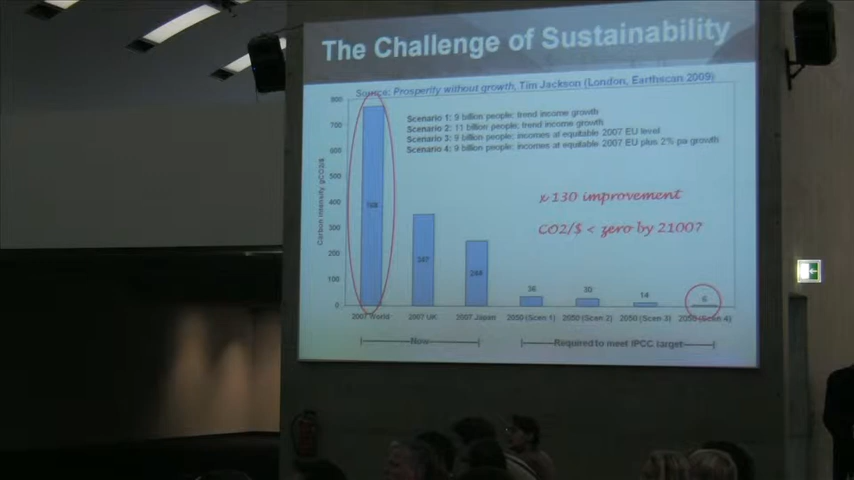 The Challenge of Sustainability
Source: Prosperity without growth, Tim Jackson (London, Earthscan 2009)
Scenario 1: 9 billion people; trend income growth
Scenario 2: 11 billion people; trend income growth
Scenario 3: 9 billion people; incomes at equitable 2007 EU level
Scenario 4: 9 billion people; incomes at equitable 2007 EU plus 2% pa growth
x 130 improvement
CO2/$ < zero by 2100?
Carbon intensity gCO2/$
800
700
600
500
400
300
200
100
0
768
347
244
36
30
14
6
2007 World
2007 UK
2007 Japan
2050 (Scen 1)
2050 (Scen 2)
2050 (Scen 3)
2050 (Scen 4)
Now
Required to meet IPCC target